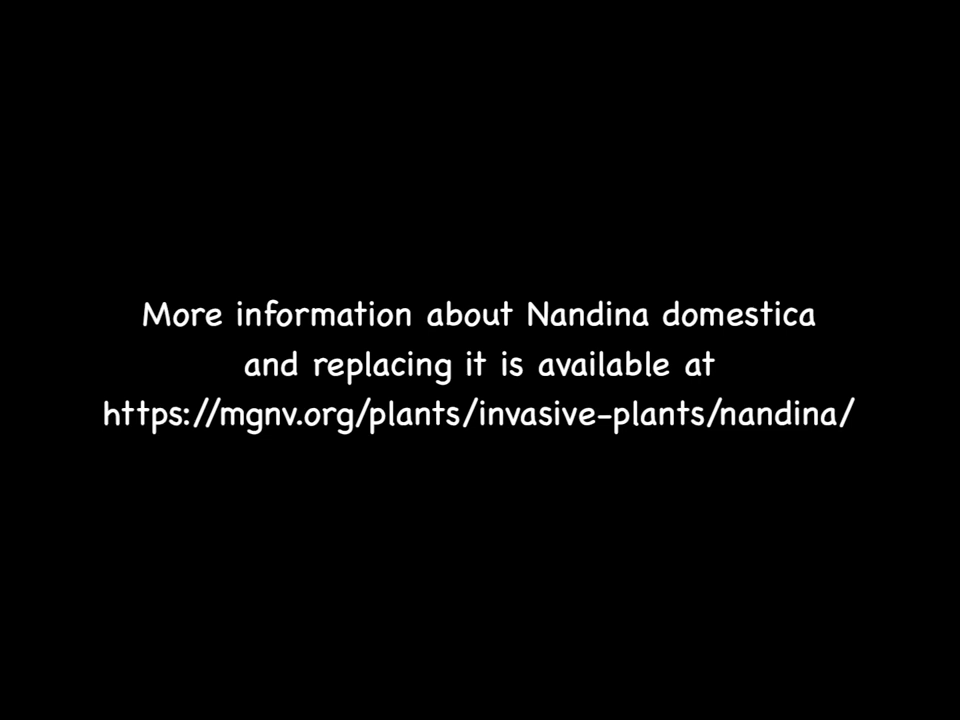 More information about Nandina domestica
and replacing it is available at
https://mgnv.org/plants/invasive-plants/nandina/